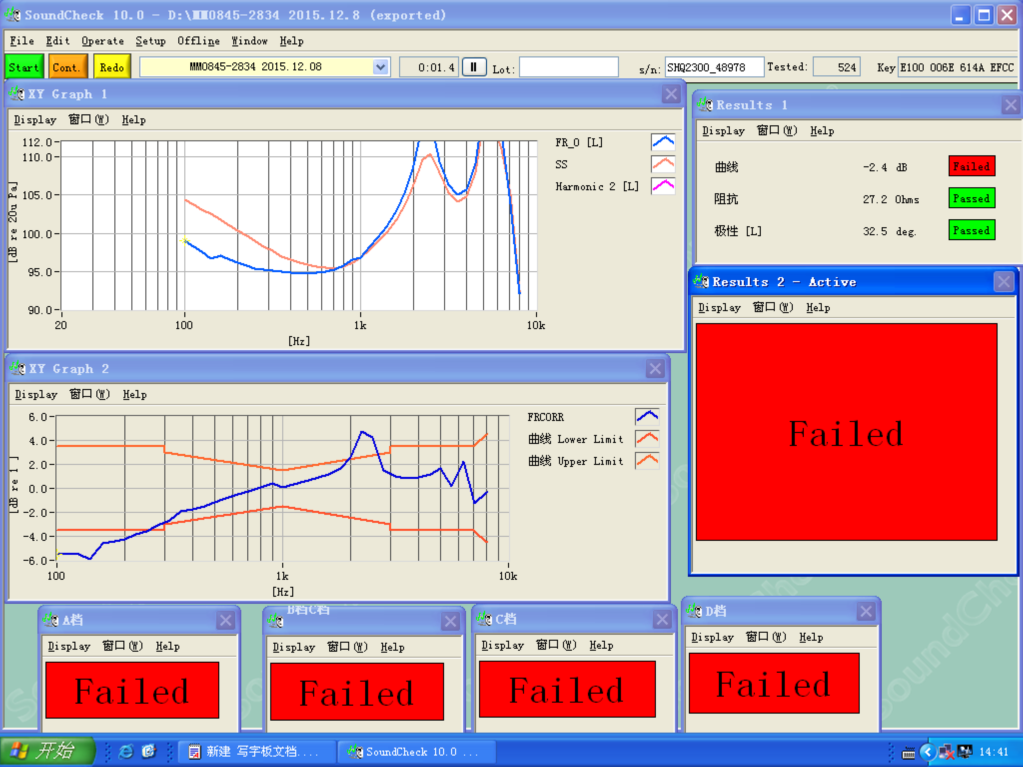 SoundCheck 10.0 - D:\MM0845-2834 2015.12.8 (exported)
File Edit Operate Setup Offline Window Help
Start Cont. Redo MM0845-2834 2015.12.08 0:01.4 Lot: s/n: SHQ2300_48978 Tested: 524 Key E100 006E 614A EFCC
XY Graph 1
Display 窗口(W) Help
112.0
110.0
105.0
100.0
95.0
90.0
[dB re 20u Pa]
20 100 1k 10k
[Hz]
FR_0 [L]
SS
Harmonic 2 [L]
Results 1
Display 窗口(W) Help
曲线 -2.4 dB Failed
阻抗 27.2 Ohms Passed
极性 [L] 32.5 deg. Passed
Results 2 - Active
Display 窗口(W) Help
Failed
XY Graph 2
Display 窗口(W) Help
6.0
4.0
2.0
0.0
-2.0
-4.0
-6.0
[dB re 1 ]
100 1k 10k
[Hz]
FRCORR
曲线 Lower Limit
曲线 Upper Limit
A档
Display 窗口(W) Help
Failed
B档C档
Display 窗口(W) Help
Failed
C档
Display 窗口(W) Help
Failed
D档
Display 窗口(W) Help
Failed
开始 新建 写字板文档.... SoundCheck 10.0 ... 14:41